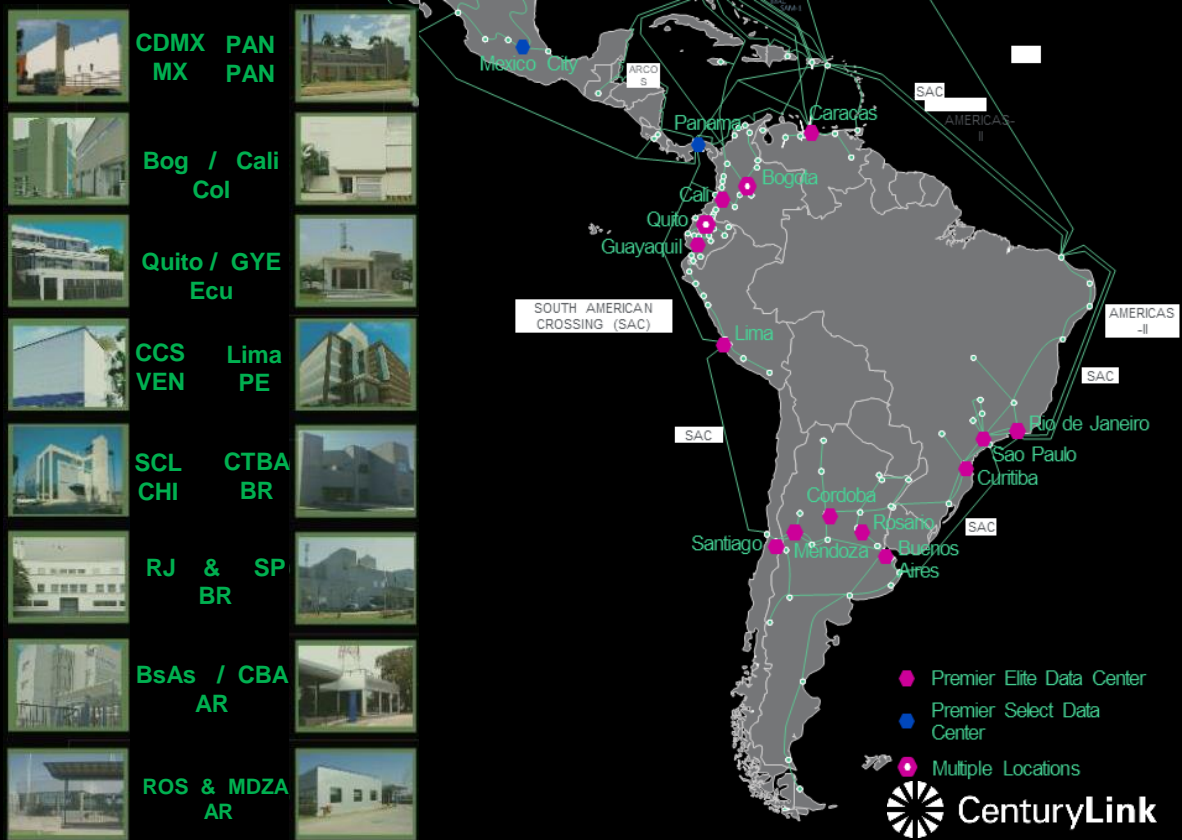 CDMX PAN
MX PAN
Bog / Cali
Col
Quito / GYE
Ecu
CCS Lima
VEN PE
SCL CTBA
CHI BR
RJ & SP
BR
BsAs / CBA
AR
ROS & MDZA
AR
Mexico City
ARCO
S
SAC
AMERICAS-
II
Panama
Caracas
Bogota
Cali
Quito
Guayaquil
SOUTH AMERICAN
CROSSING (SAC)
AMERICAS
-II
Lima
SAC
SAC
Rio de Janeiro
Sao Paulo
Curitiba
Cordoba
Rosario
SAC
Santiago
Mendoza
Buenos
Aires
Premier Elite Data Center
Premier Select Data
Center
Multiple Locations
CenturyLink